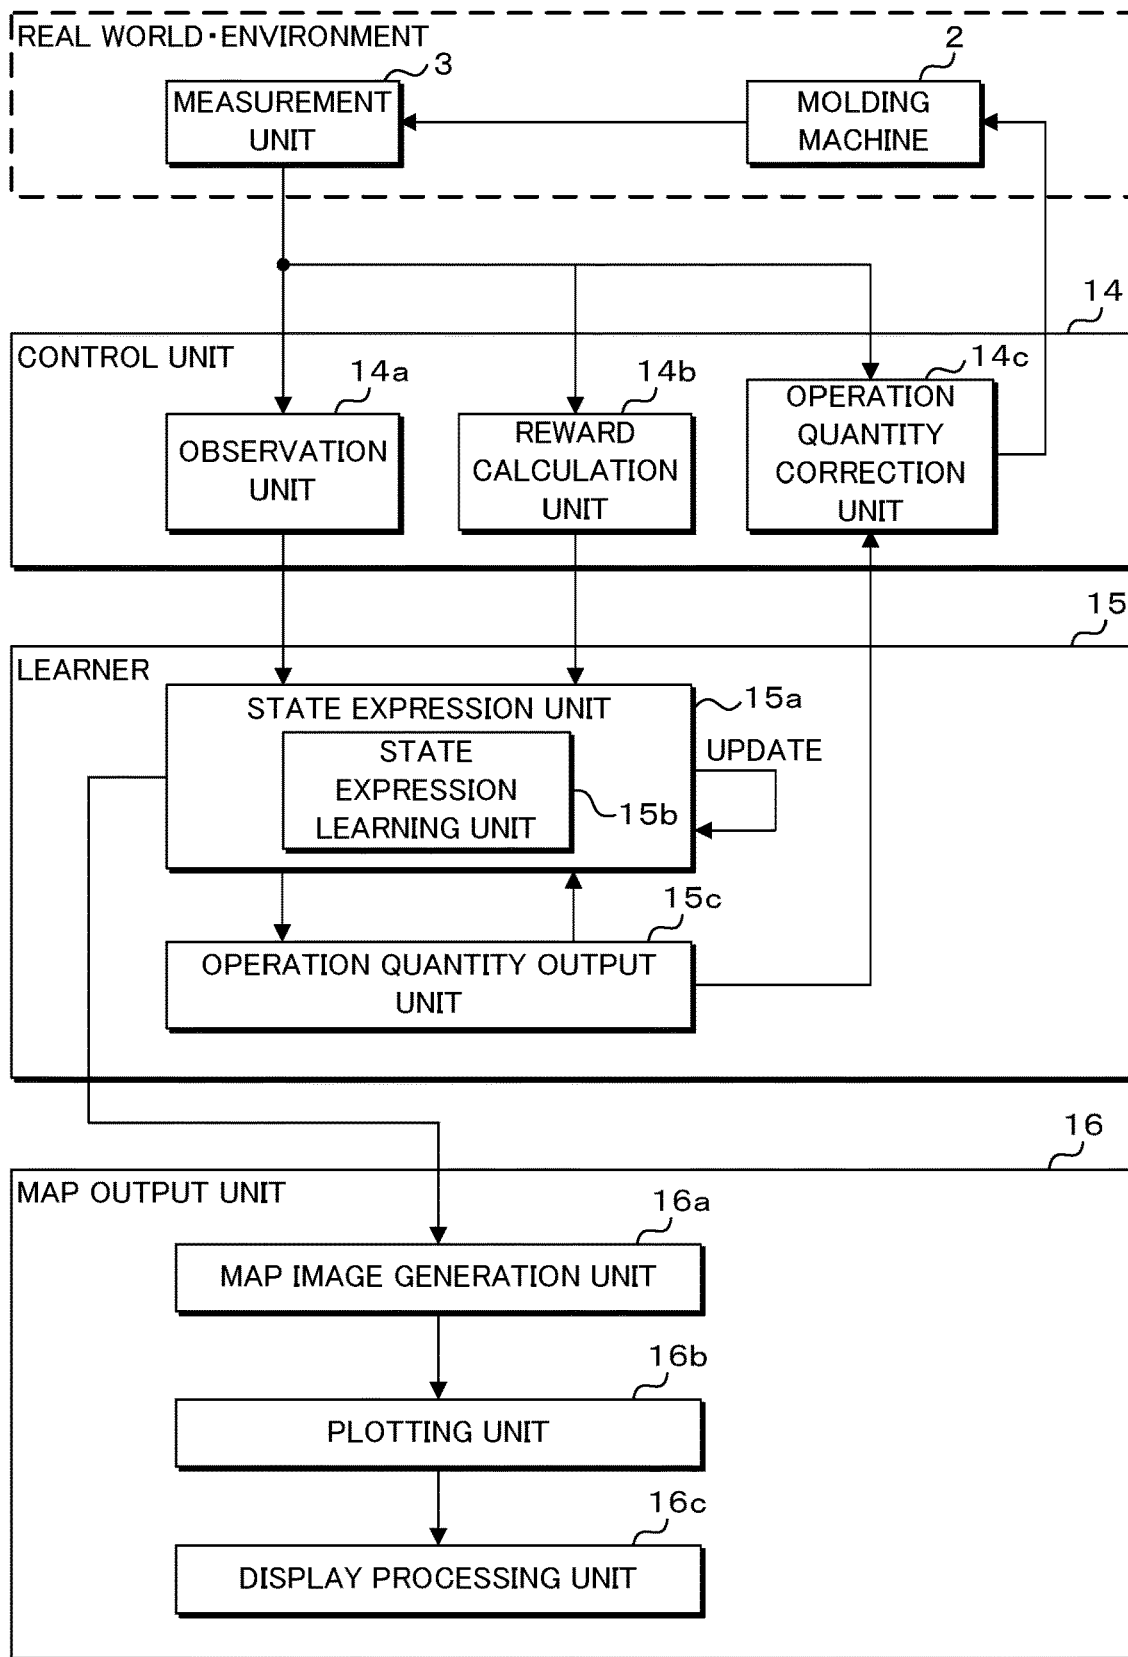 REAL WORLD・ENVIRONMENT
3
2
MEASUREMENT
UNIT
MOLDING
MACHINE
14
CONTROL UNIT
14a
14b
14c
OBSERVATION
UNIT
REWARD
CALCULATION
UNIT
OPERATION
QUANTITY
CORRECTION
UNIT
15
LEARNER
STATE EXPRESSION UNIT
15a
STATE
EXPRESSION
LEARNING UNIT
15b
UPDATE
15c
OPERATION QUANTITY OUTPUT
UNIT
16
MAP OUTPUT UNIT
16a
MAP IMAGE GENERATION UNIT
16b
PLOTTING UNIT
16c
DISPLAY PROCESSING UNIT